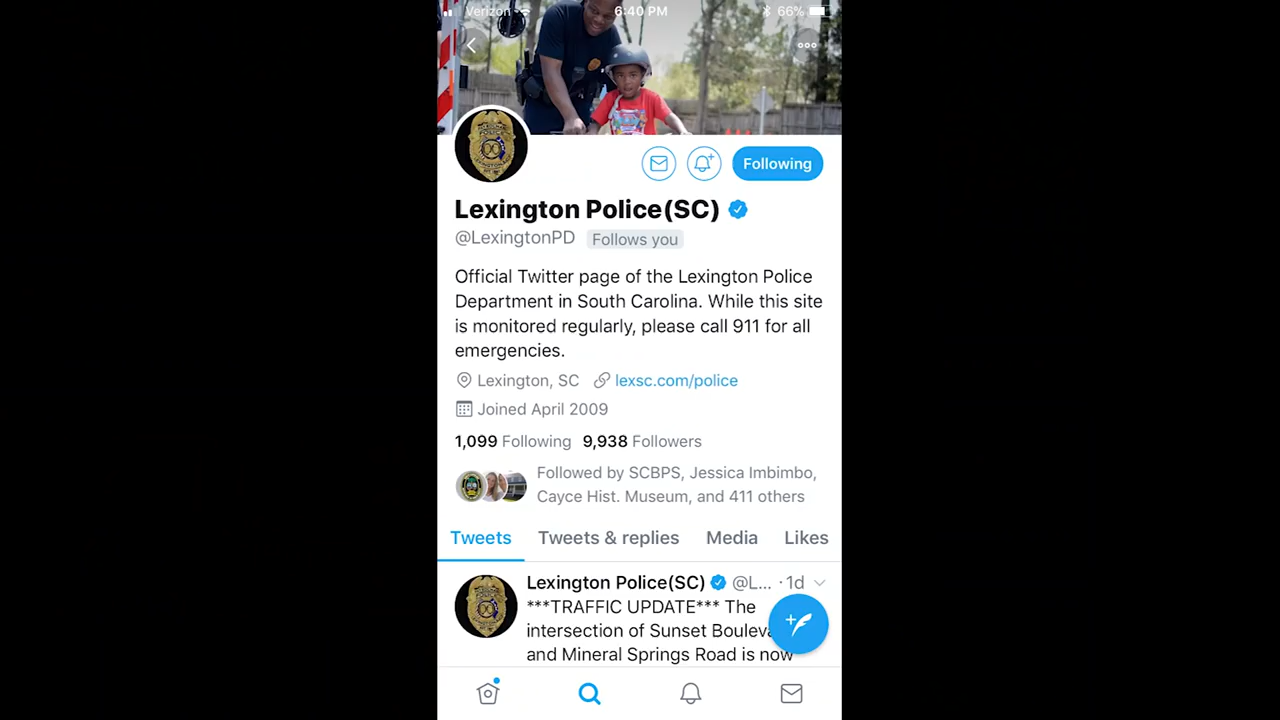 Verizon 6:40 PM 66%
Following
Lexington Police(SC)
@LexingtonPD Follows you
Official Twitter page of the Lexington Police
Department in South Carolina. While this site
is monitored regularly, please call 911 for all
emergencies.
Lexington, SC lexsc.com/police
Joined April 2009
1,099 Following 9,938 Followers
Followed by SCBPS, Jessica Imbimbo,
Cayce Hist. Museum, and 411 others
Tweets Tweets & replies Media Likes
Lexington Police(SC) @L... · 1d
***TRAFFIC UPDATE*** The
intersection of Sunset
and Mineral Springs Road is now